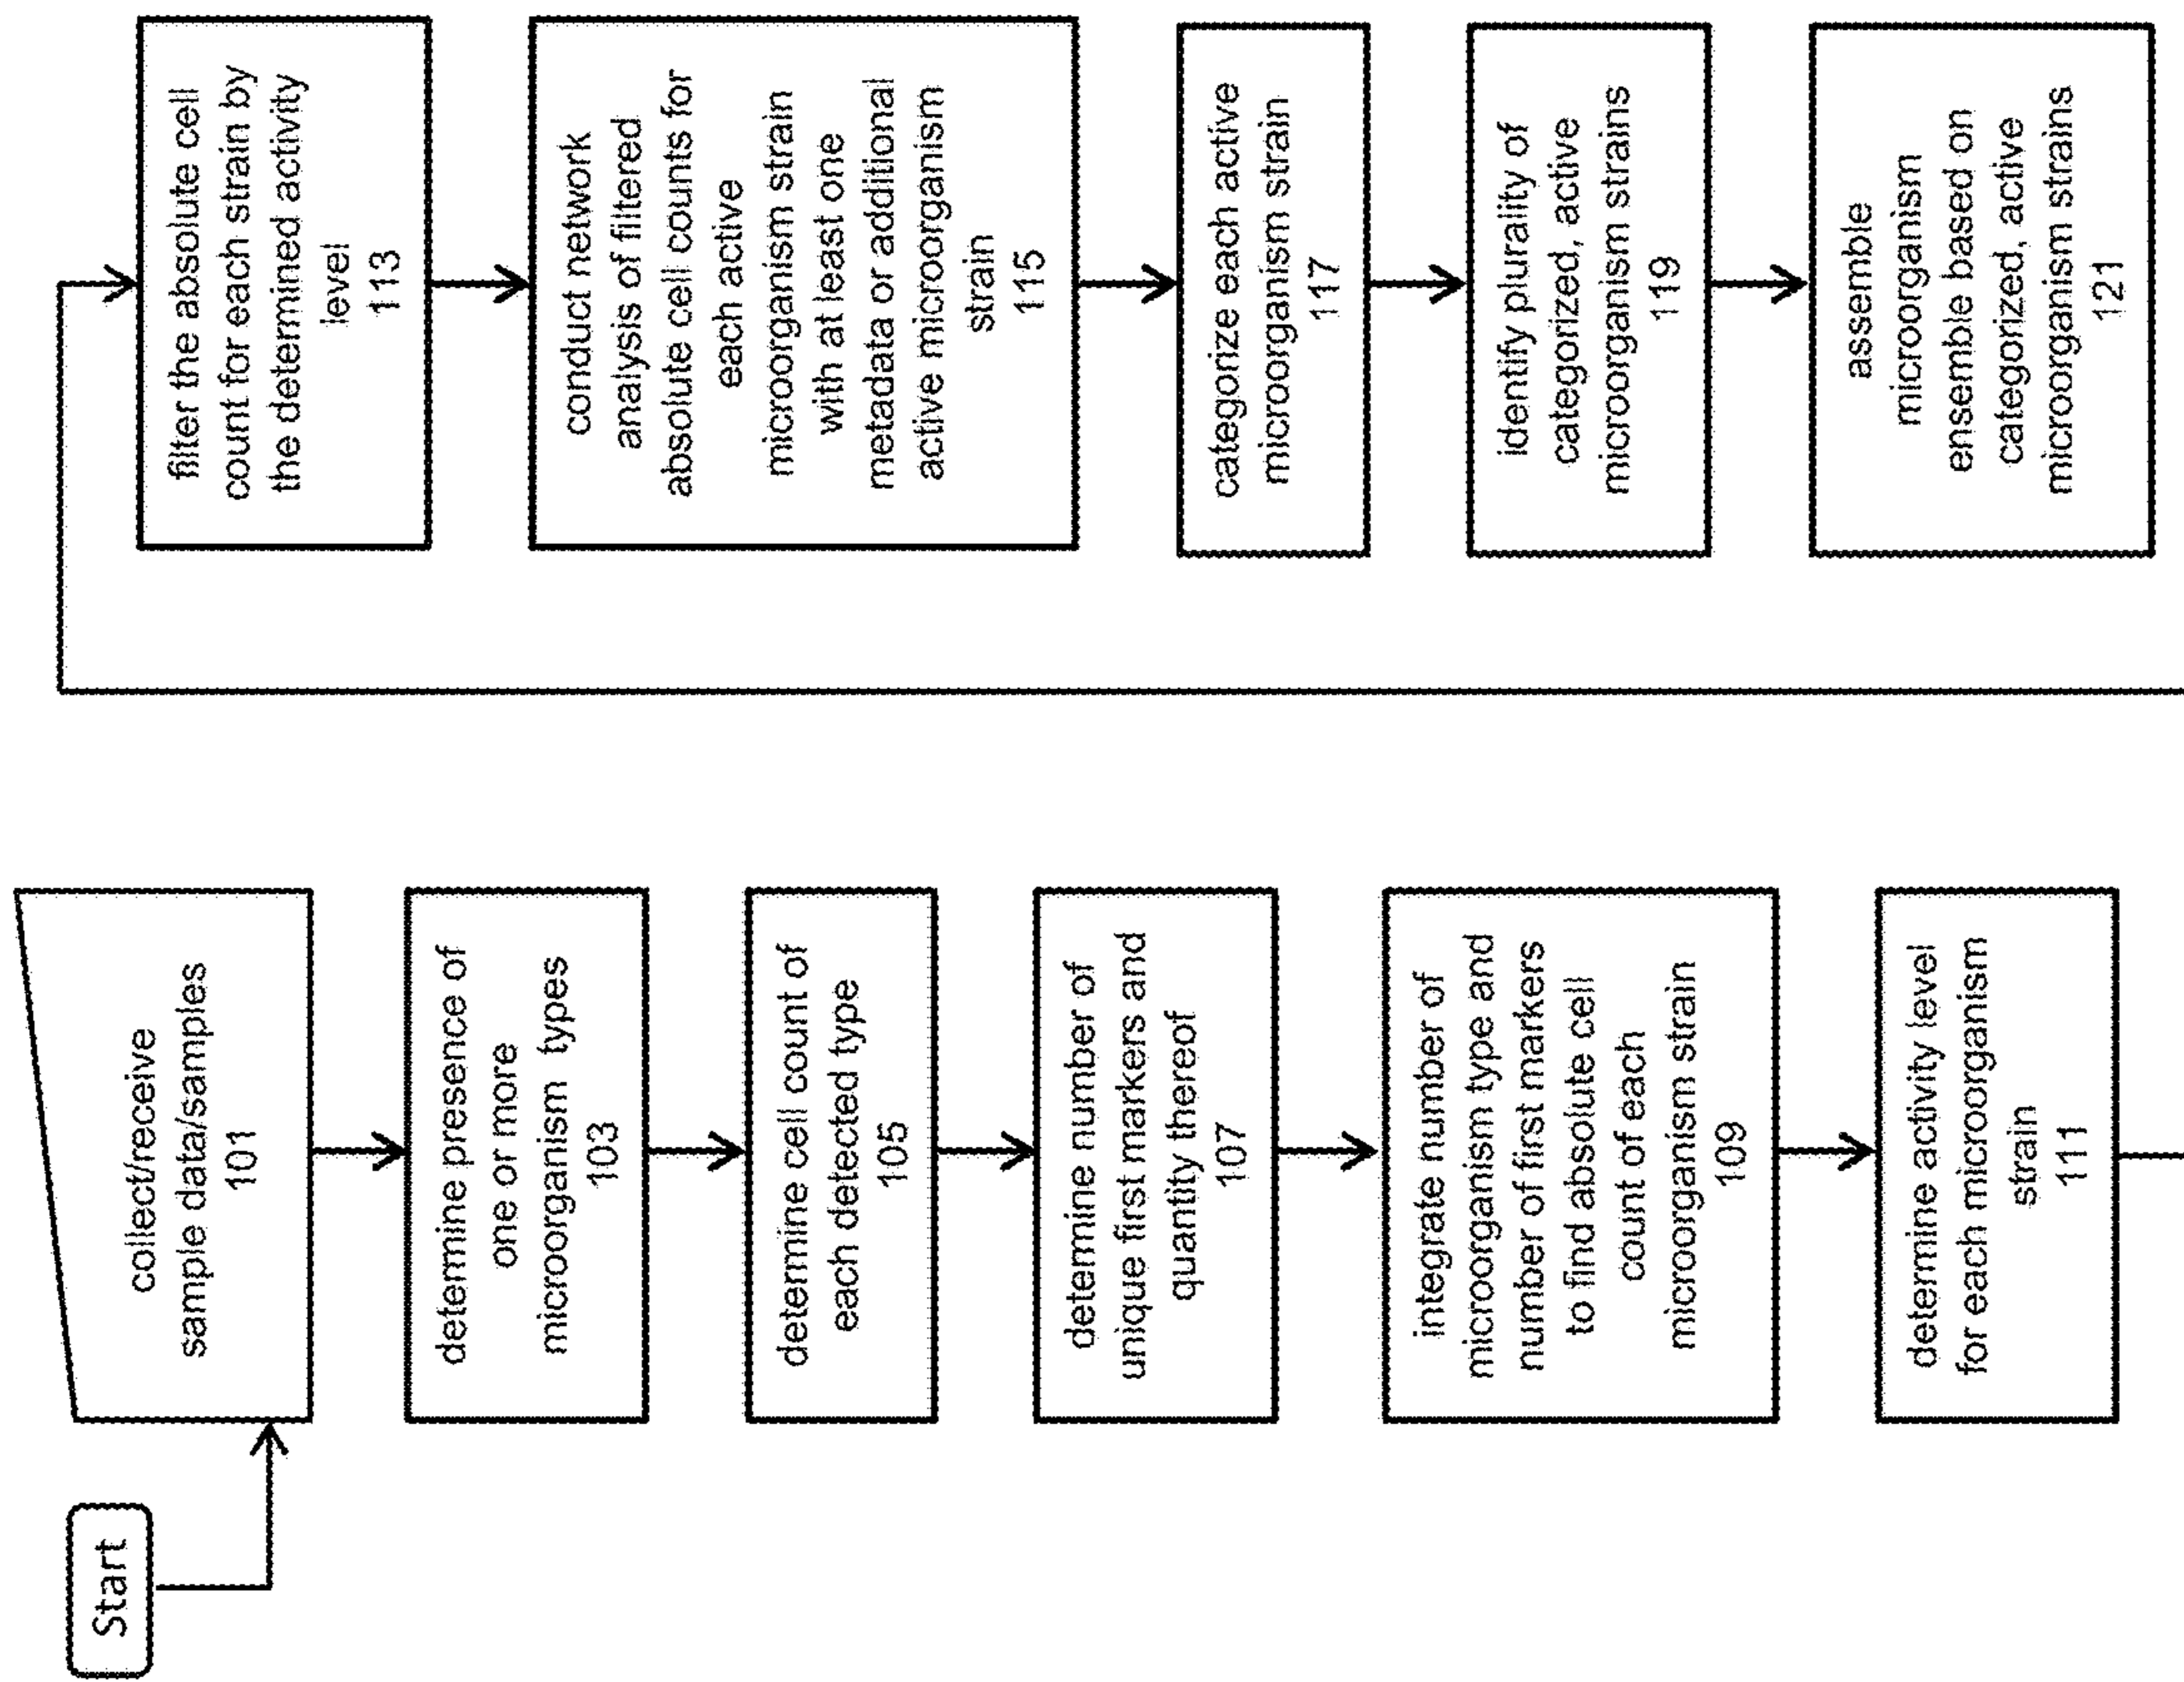 Start
collect/receive
sample data/samples
101
determine presence of
one or more
microorganism types
103
determine cell count of
each detected type
105
determine number of
unique first markers and
quantity thereof
107
integrate number of
microorganism type and
number of first markers
to find absolute cell
count of each
microorganism strain
109
determine activity level
for each microorganism
strain
111
filter the absolute cell
count for each strain by
the determined activity
level
113
conduct network
analysis of filtered
absolute cell counts for
each active
microorganism strain
with at least one
metadata or additional
active microorganism
strain
115
categorize each active
microorganism strain
117
identify plurality of
categorized, active
microorganism strains
119
assemble
microorganism
ensemble based on
categorized, active
microorganism strains
121